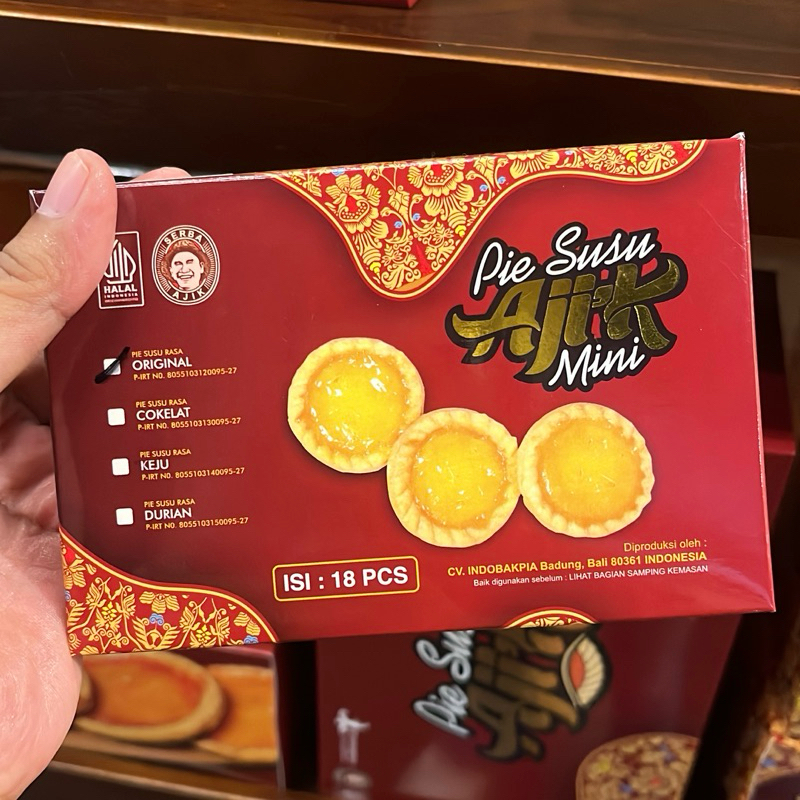 HALAL
INDONESIA
SERBA
AJIK
Pie Susu
Aji'k
Mini
PIE SUSU RASA
ORIGINAL
P-IRT NO. 8055103120095-27
PIE SUSU RASA
COKELAT
P-IRT NO. 8055103130095-27
PIE SUSU RASA
KEJU
P-IRT NO. 8055103140095-27
PIE SUSU RASA
DURIAN
P-IRT NO. 8055103150095-27
ISI : 18 PCS
Diproduksi oleh :
CV. INDOBAKPIA Badung, Bali 80361 INDONESIA
Baik digunakan sebelum : LIHAT BAGIAN SAMPING KEMASAN
Pie